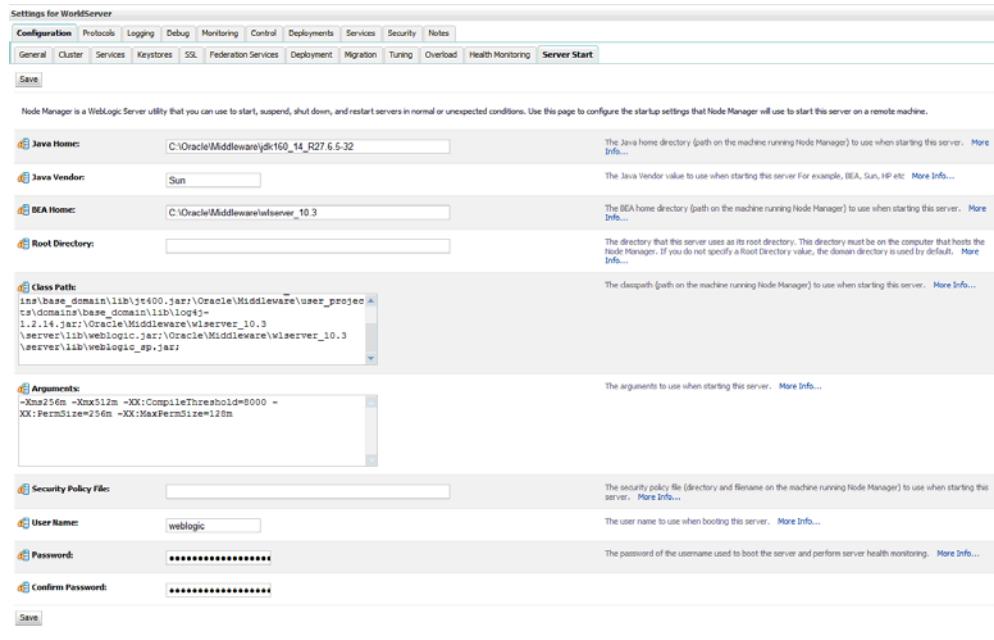 Settings for WorldServer
Configuration Protocols Logging Debug Monitoring Control Deployments Services Security Notes
General Cluster Services Keystores SSL Federation Services Deployment Migration Tuning Overload Health Monitoring Server Start
Save
Node Manager is a WebLogic Server utility that you can use to start, suspend, shut down, and restart servers in normal or unexpected conditions. Use this page to configure the startup settings that Node Manager will use to start this server on a remote machine.
Java Home:
C:\Oracle\Middleware\jdk160_14_R27.6.5-32
The Java home directory (path on the machine running Node Manager) to use when starting this server. More
Info...
Java Vendor:
Sun
The Java Vendor value to use when starting this server For example, BEA, Sun, HP etc More Info...
BEA Home:
C:\Oracle\Middleware\wlserver_10.3
The BEA home directory (path on the machine running Node Manager) to use when starting this server. More
Info...
Root Directory:
The directory that this server uses as its root directory. This directory must be on the computer that hosts the
Node Manager. If you do not specify a Root Directory value, the domain directory is used by default. More
Info...
Class Path:
ins\base_domain\lib\jt400.jar;\Oracle\Middleware\user_projec
ts\domains\base_domain\lib\log4j-
1.2.14.jar;\Oracle\Middleware\wlserver_10.3
\server\lib\weblogic.jar;\Oracle\Middleware\wlserver_10.3
\server\lib\weblogic_sp.jar;
The classpath (path on the machine running Node Manager) to use when starting this server. More Info...
Arguments:
-Xms256m -Xmx512m -XX:CompileThreshold=8000 -
XX:PermSize=256m -XX:MaxPermSize=128m
The arguments to use when starting this server. More Info...
Security Policy File:
The security policy file (directory and filename on the machine running Node Manager) to use when starting this
server. More Info...
User Name:
weblogic
The user name to use when booting this server. More Info...
Password:
The password of the username used to boot the server and perform server health monitoring. More Info...
Confirm Password:
Save